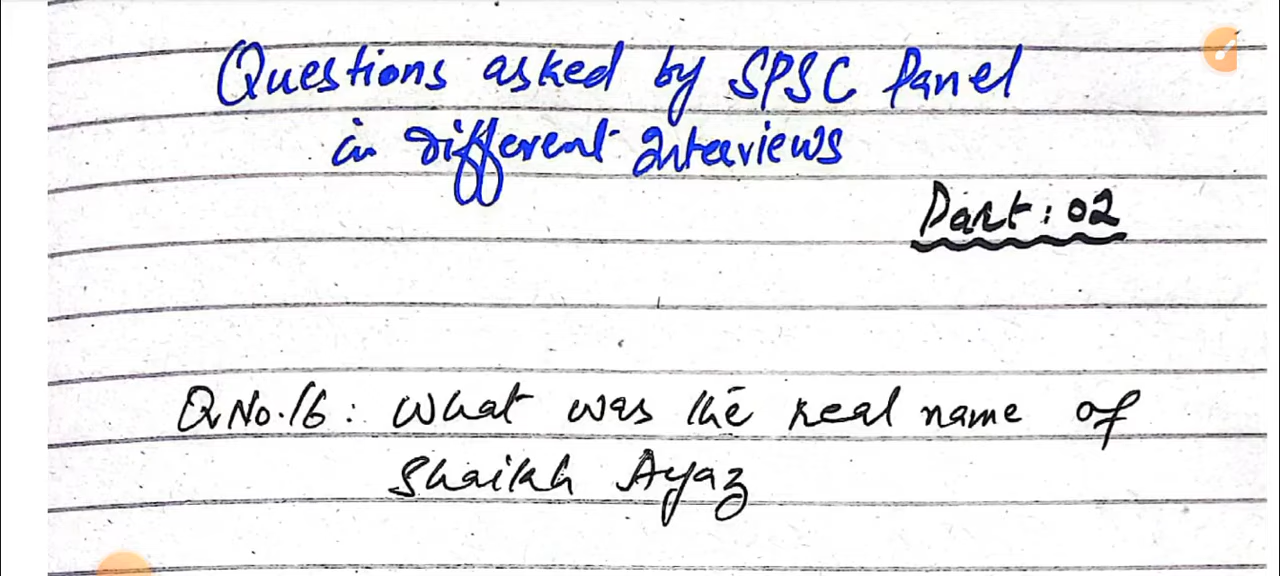 Questions asked by SPSC Panel
in different Interviews
Part : 02
Q No. 16 : What was the real name of
Shaikh Ayaz